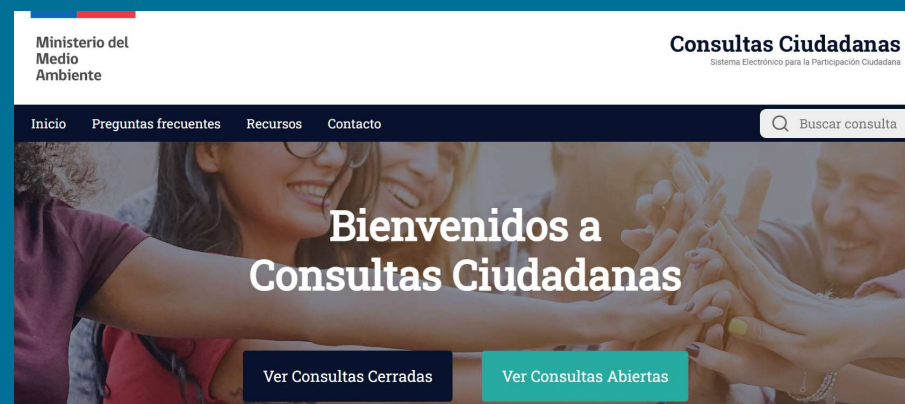 Ministerio del
Medio
Ambiente
Consultas Ciudadanas
Sistema Electrónico para la Participación Ciudadana
Inicio Preguntas frecuentes Recursos Contacto
Buscar consulta
Bienvenidos a
Consultas Ciudadanas
Ver Consultas Cerradas Ver Consultas Abiertas